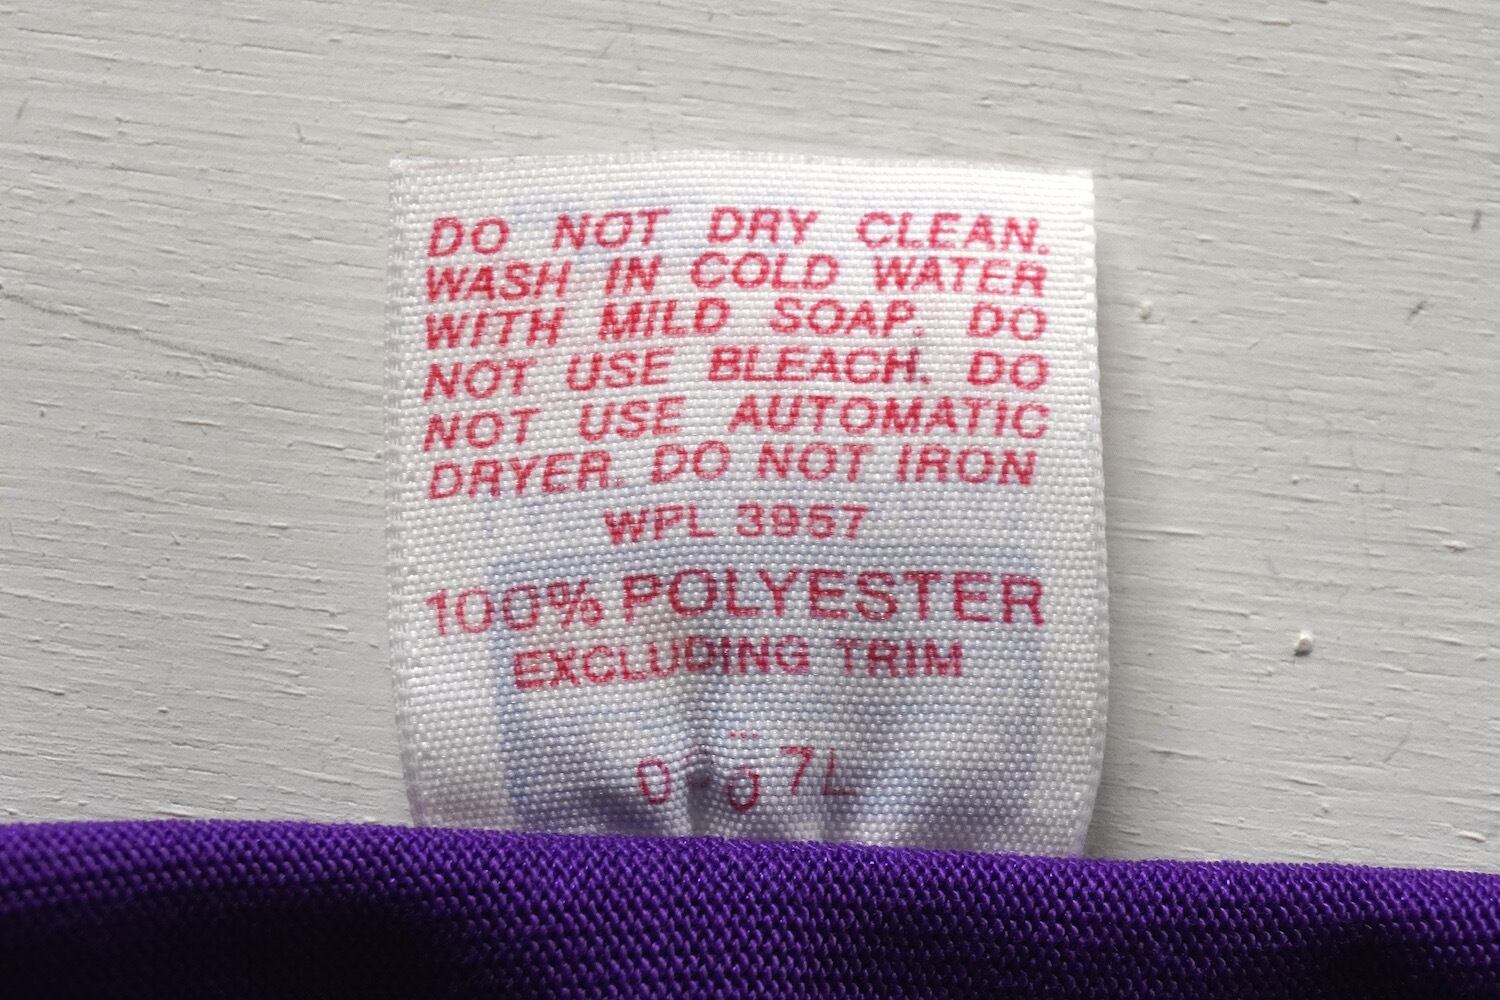 DO NOT DRY CLEAN.
WASH IN COLD WATER
WITH MILD SOAP. DO
NOT USE BLEACH. DO
NOT USE AUTOMATIC
DRYER. DO NOT IRON
WPL 3957
100% POLYESTER
EXCLUDING TRIM